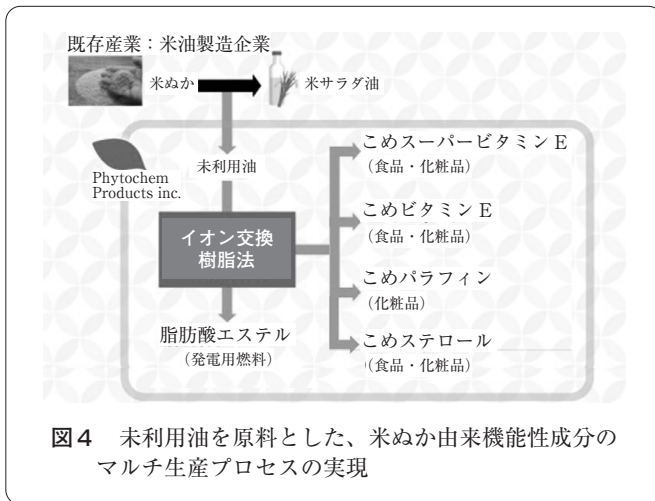 既存産業：米油製造企業
米ぬか
米サラダ油
Phytochem
Products inc.
未利用油
イオン交換
樹脂法
脂肪酸エステル
（発電用燃料）
こめスーパービタミン E
（食品・化粧品）
こめビタミン E
（食品・化粧品）
こめパラフィン
（化粧品）
こめステロール
（食品・化粧品）
図4　未利用油を原料とした、米ぬか由来機能性成分の
マルチ生産プロセスの実現